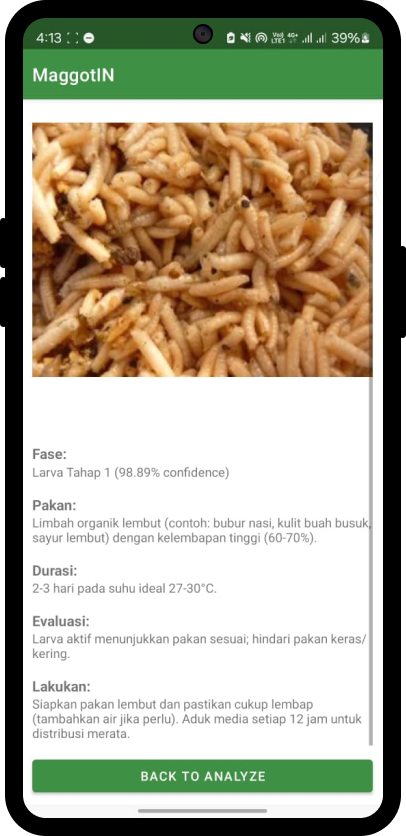 4:13
39%
MaggotIN
Fase:
Larva Tahap 1 (98.89% confidence)
Pakan:
Limbah organik lembut (contoh: bubur nasi, kulit buah busuk,
sayur lembut) dengan kelembapan tinggi (60-70%).
Durasi:
2-3 hari pada suhu ideal 27-30°C.
Evaluasi:
Larva aktif menunjukkan pakan sesuai; hindari pakan keras/
kering.
Lakukan:
Siapkan pakan lembut dan pastikan cukup lembap
(tambahkan air jika perlu). Aduk media setiap 12 jam untuk
distribusi merata.
BACK TO ANALYZE